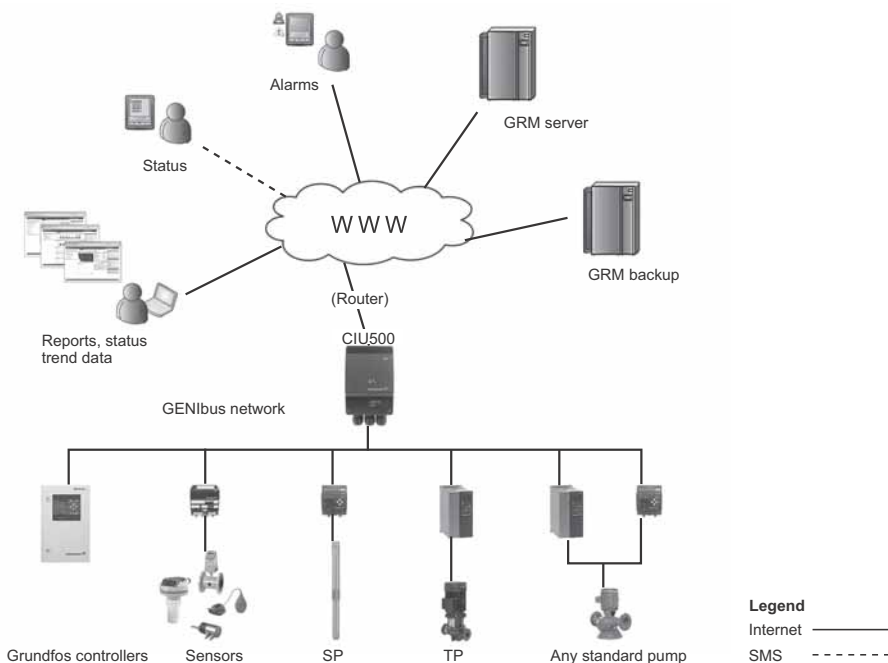 Alarms
GRM server
Status
WWW
GRM backup
(Router)
Reports, status
trend data
CIU500
GENIbus network
Grundfos controllers
Sensors
SP
TP
Any standard pump
Legend
Internet
SMS